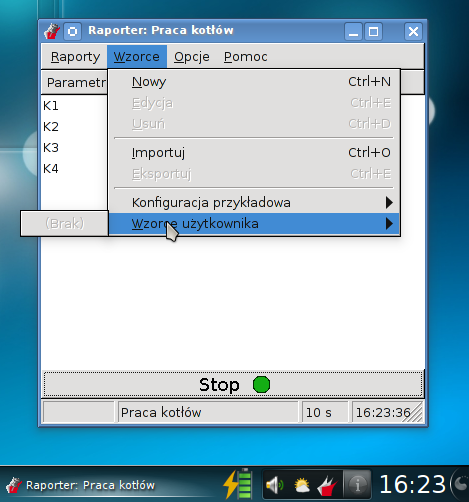 Raporter: Praca kotłów
Raporty Wzorce Opcje Pomoc
Parametr
Nowy Ctrl+N
K1
Edycja Ctrl+E
K2
Usuń Ctrl+D
K3
Importuj Ctrl+O
K4
Eksportuj Ctrl+E
Konfiguracja przykładowa
(Brak) Wzorce użytkownika
Stop
Praca kotłów 10 s 16:23:36
Raporter: Praca kotłów 16:23